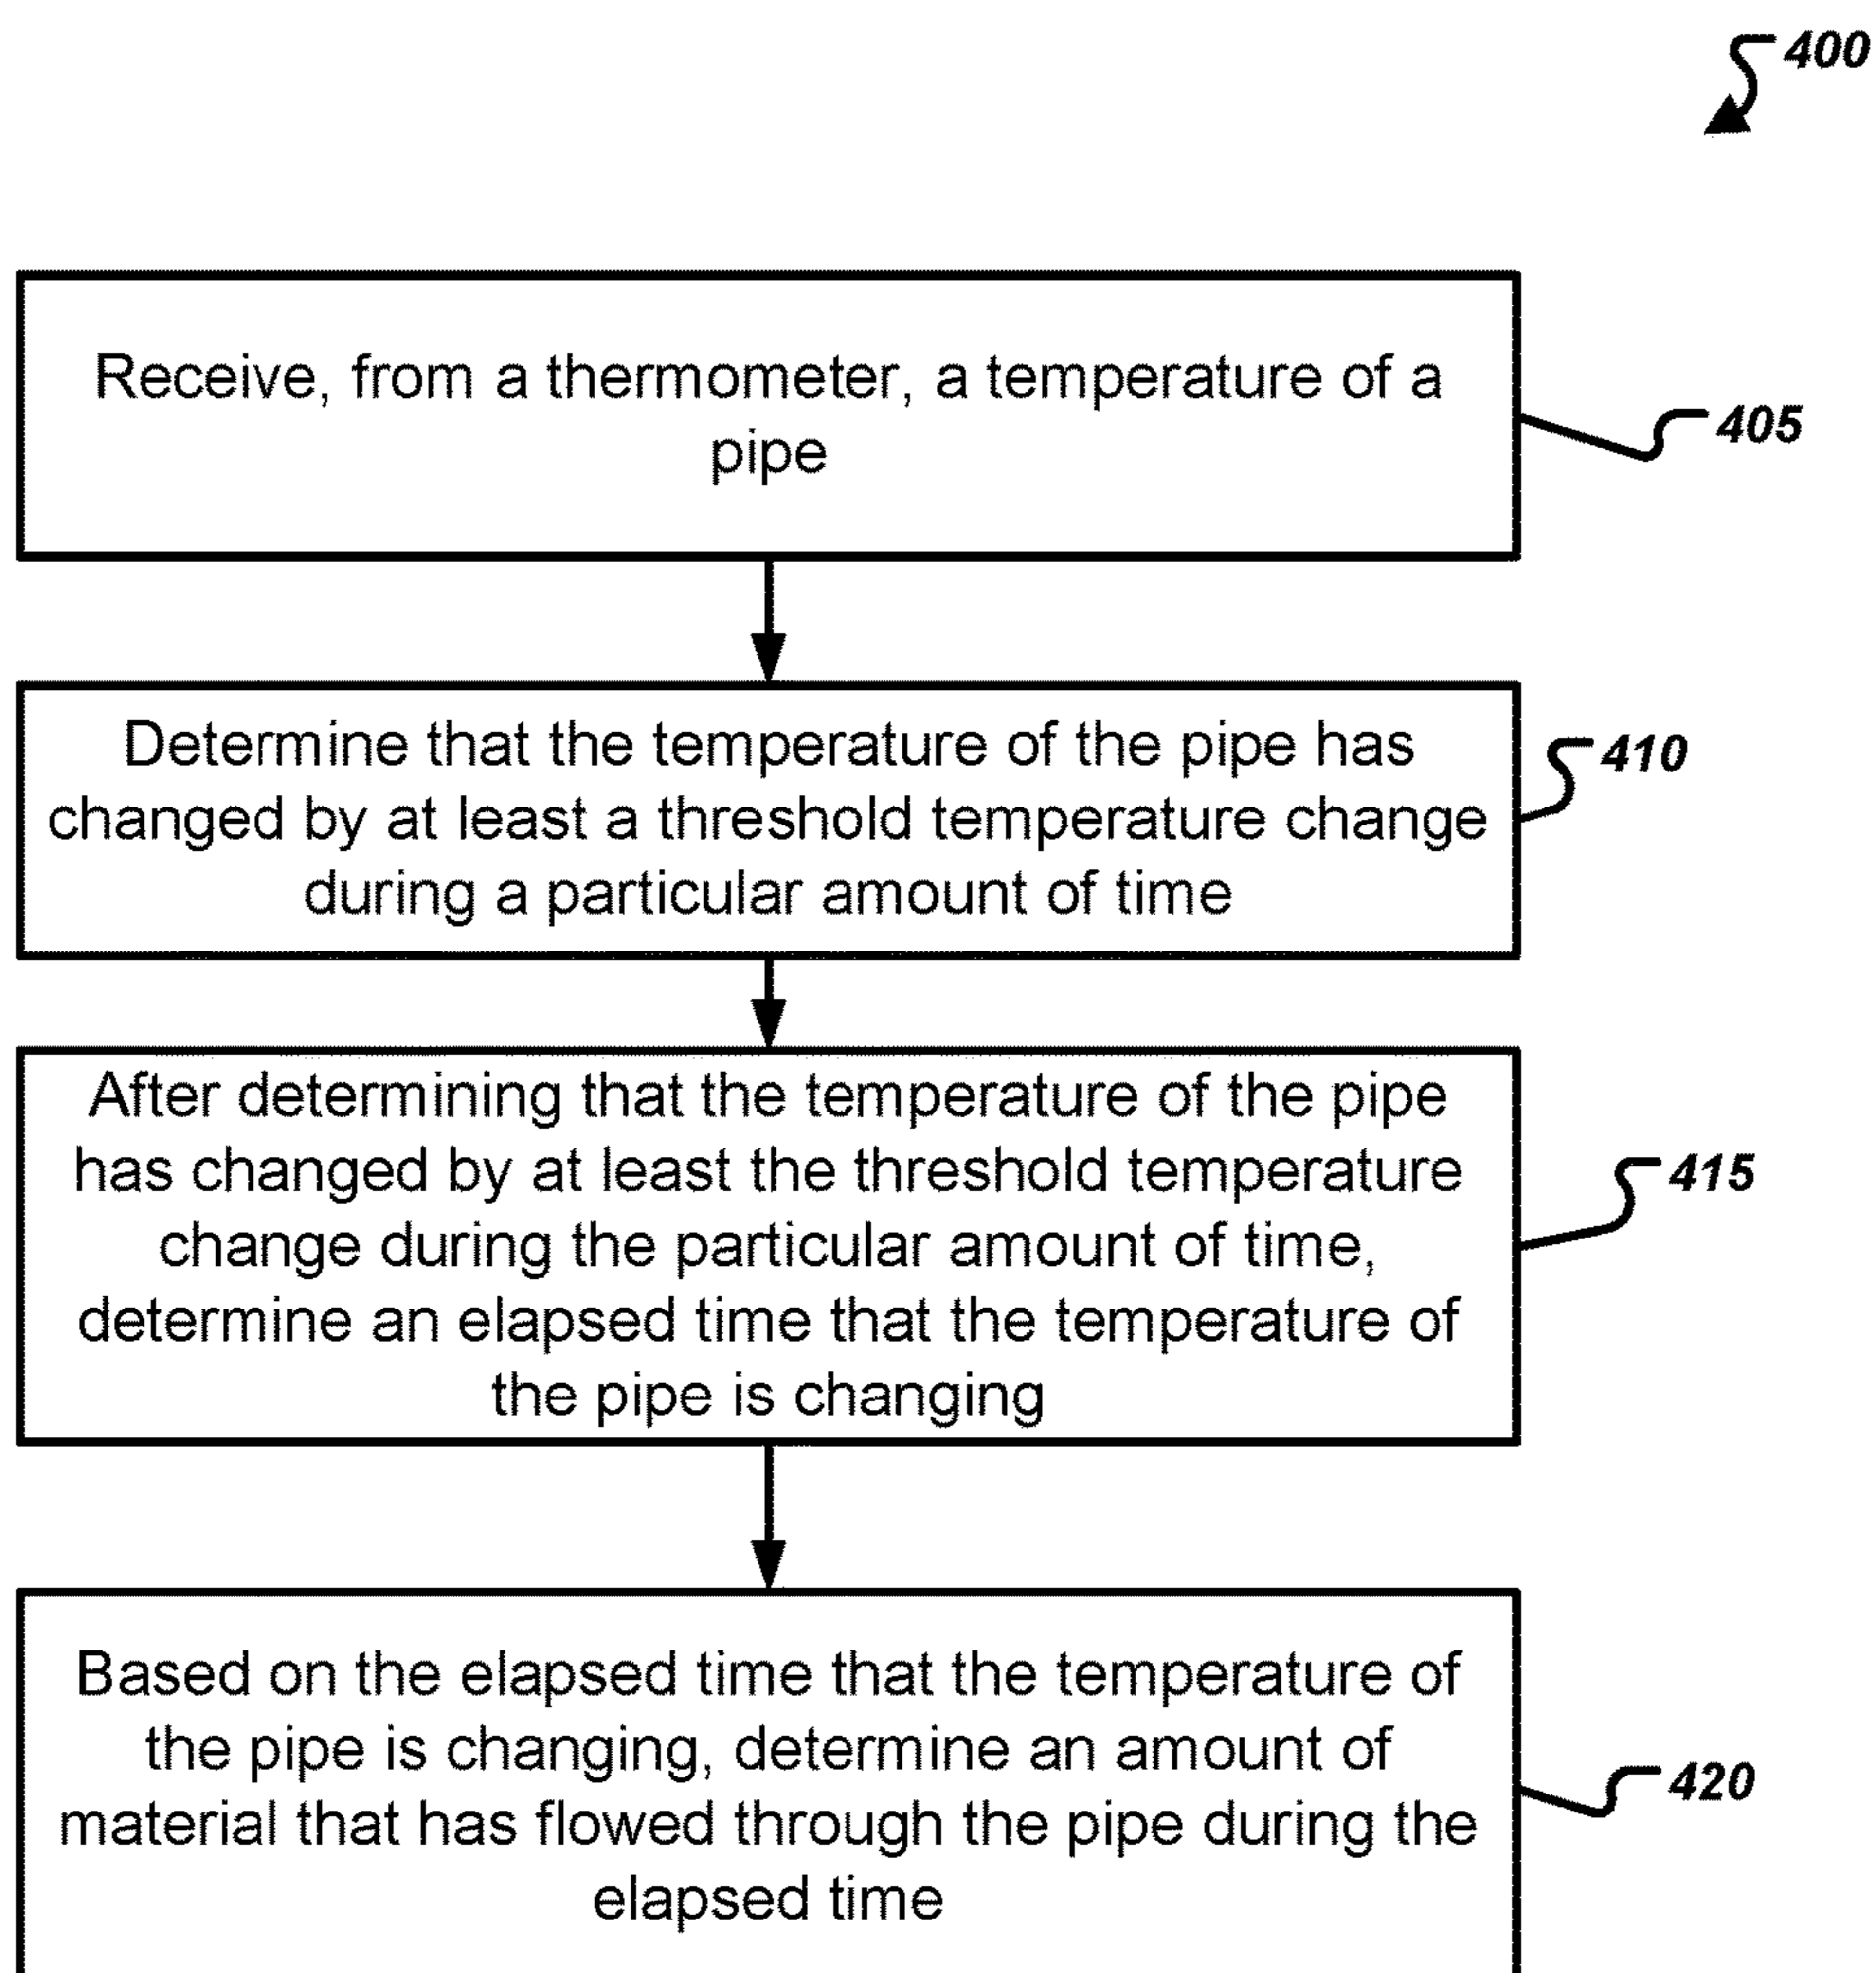 400
Receive, from a thermometer, a temperature of a
pipe
405
Determine that the temperature of the pipe has
changed by at least a threshold temperature change
during a particular amount of time
410
After determining that the temperature of the pipe
has changed by at least the threshold temperature
change during the particular amount of time,
determine an elapsed time that the temperature of
the pipe is changing
415
Based on the elapsed time that the temperature of
the pipe is changing, determine an amount of
material that has flowed through the pipe during the
elapsed time
420